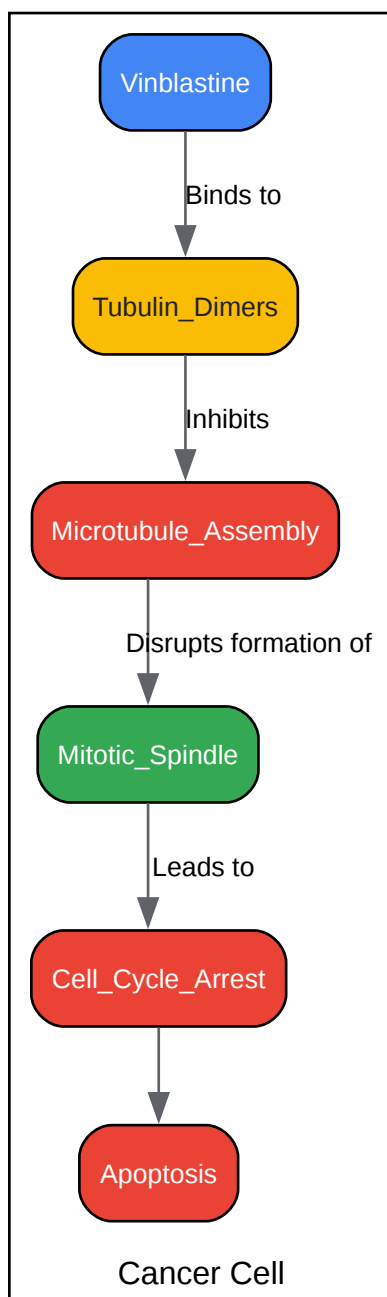 Vinblastine
Binds to
Tubulin_Dimers
Inhibits
Microtubule_Assembly
Disrupts formation of
Mitotic_Spindle
Leads to
Cell_Cycle_Arrest
Apoptosis
Cancer Cell